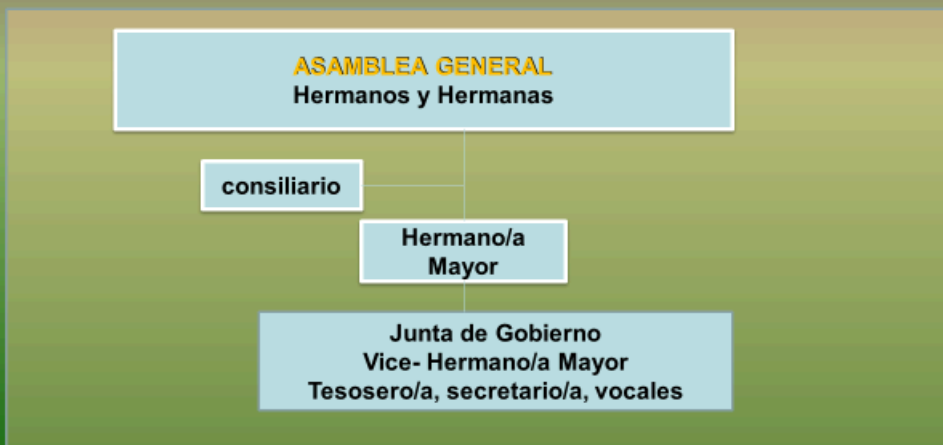 ASAMBLEA GENERAL
Hermanos y Hermanas
consiliario
Hermano/a
Mayor
Junta de Gobierno
Vice- Hermano/a Mayor
Tesosero/a, secretario/a, vocales